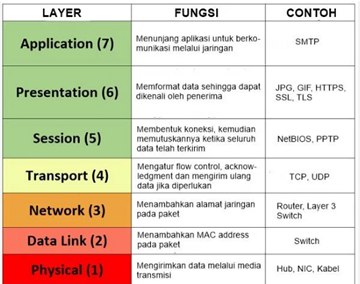 LAYER FUNGSI CONTOH
Application (7)
Menunjang aplikasi untuk berko-
munikasi melalui jaringan
SMTP
Presentation (6)
Memformat data sehingga dapat
dikenali oleh penerima
JPG, GIF, HTTPS,
SSL, TLS
Session (5)
Membentuk koneksi, kemudian
memutuskannya ketika seluruh
data telah terkirim
NetBIOS, PPTP
Transport (4)
Mengatur flow control, acknow-
ledgment dan mengirim ulang
data jika diperlukan
TCP, UDP
Network (3)
Menambahkan alamat jaringan
pada paket
Router, Layer 3
Switch
Data Link (2)
Menambahkan MAC address
pada paket
Switch
Physical (1)
Mengirimkan data melalui media
transmisi
Hub, NIC, Kabel